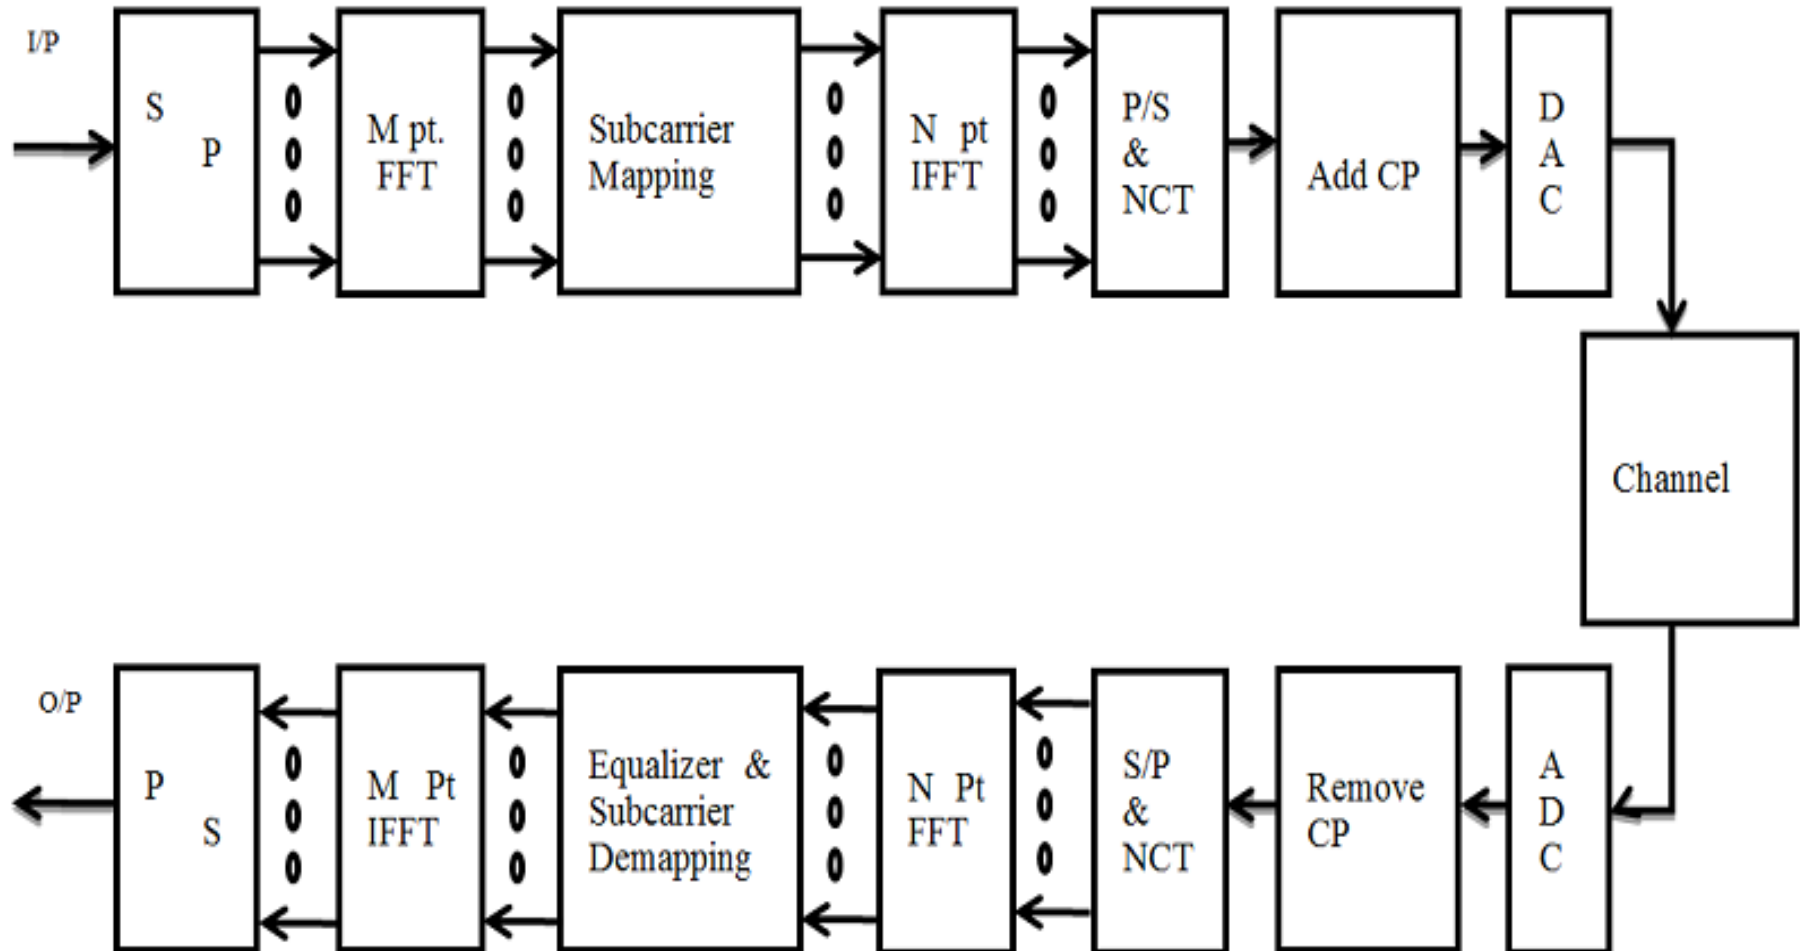 I/P
S
P
M pt.
FFT
Subcarrier
Mapping
N pt
IFFT
P/S
&
NCT
Add CP
D
A
C
Channel
O/P
P
S
M Pt
IFFT
Equalizer &
Subcarrier
Demapping
N Pt
FFT
S/P
&
NCT
Remove
CP
A
D
C